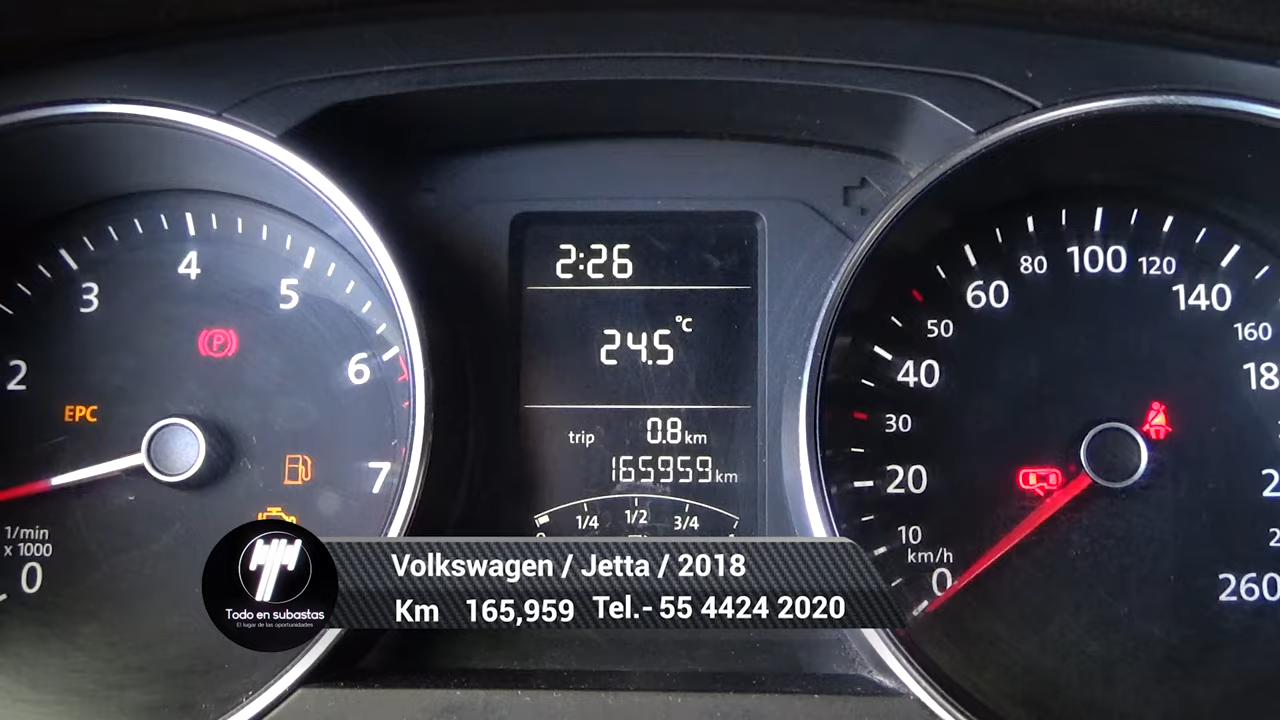 2:26
24.5 °C
trip 0.8 km
165959 km
1/4 1/2 3/4
0 1 2 3 4 5 6 7
1/min
x 1000
EPC
P
0 10 20 30 40 50 60 80 100 120 140 160 18
2
2
260
km/h
Volkswagen / Jetta / 2018
Km 165,959 Tel.- 55 4424 2020
Todo en subastas
El lugar de las oportunidades